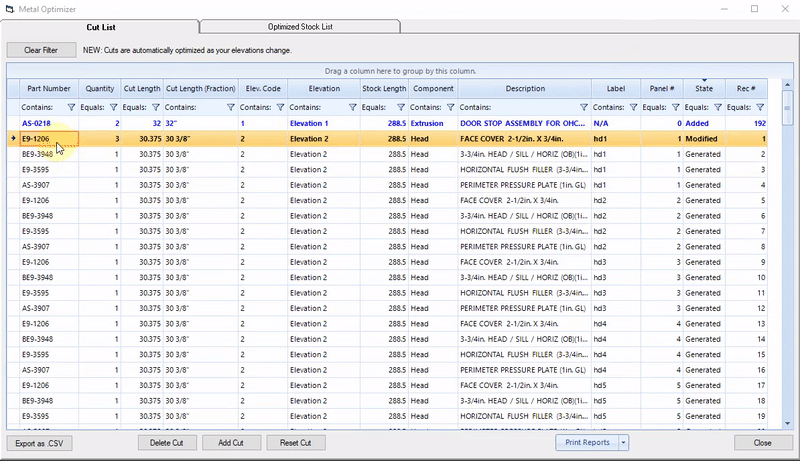 Metal Optimizer
Cut List
Optimized Stock List
Clear Filter
NEW: Cuts are automatically optimized as your elevations change.
Drag a column here to group by this column.
Part Number Quantity Cut Length Cut Length (Fraction) Elev. Code Elevation Stock Length Component Description Label Panel # State Rec #
Contains: Equals: Equals: Contains: Contains: Contains: Equals: Contains: Contains: Contains: Equals: Contains: Equals:
AS-0218 2 32 32" 1 Elevation 1 288.5 Extrusion DOOR STOP ASSEMBLY FOR OHC... N/A 0 Added 192
E9-1206 3 30.375 30 3/8" 2 Elevation 2 288.5 Head FACE COVER 2-1/2in. X 3/4in. hd1 1 Modified 1
BE9-3948 1 30.375 30 3/8" 2 Elevation 2 288.5 Head 3-3/4in. HEAD / SILL / HORIZ (OB)(1i... hd1 1 Generated 2
E9-3595 1 30.375 30 3/8" 2 Elevation 2 288.5 Head HORIZONTAL FLUSH FILLER (3-3/4in... hd1 1 Generated 3
AS-3907 1 30.375 30 3/8" 2 Elevation 2 288.5 Head PERIMETER PRESSURE PLATE (1in. GL) hd1 1 Generated 4
E9-1206 1 30.375 30 3/8" 2 Elevation 2 288.5 Head FACE COVER 2-1/2in. X 3/4in. hd2 2 Generated 5
BE9-3948 1 30.375 30 3/8" 2 Elevation 2 288.5 Head 3-3/4in. HEAD / SILL / HORIZ (OB)(1i... hd2 2 Generated 6
E9-3595 1 30.375 30 3/8" 2 Elevation 2 288.5 Head HORIZONTAL FLUSH FILLER (3-3/4in... hd2 2 Generated 7
AS-3907 1 30.375 30 3/8" 2 Elevation 2 288.5 Head PERIMETER PRESSURE PLATE (1in. GL) hd2 2 Generated 8
E9-1206 1 30.375 30 3/8" 2 Elevation 2 288.5 Head FACE COVER 2-1/2in. X 3/4in. hd3 3 Generated 9
BE9-3948 1 30.375 30 3/8" 2 Elevation 2 288.5 Head 3-3/4in. HEAD / SILL / HORIZ (OB)(1i... hd3 3 Generated 10
E9-3595 1 30.375 30 3/8" 2 Elevation 2 288.5 Head HORIZONTAL FLUSH FILLER (3-3/4in... hd3 3 Generated 11
AS-3907 1 30.375 30 3/8" 2 Elevation 2 288.5 Head PERIMETER PRESSURE PLATE (1in. GL) hd3 3 Generated 12
E9-1206 1 30.375 30 3/8" 2 Elevation 2 288.5 Head FACE COVER 2-1/2in. X 3/4in. hd4 4 Generated 13
BE9-3948 1 30.375 30 3/8" 2 Elevation 2 288.5 Head 3-3/4in. HEAD / SILL / HORIZ (OB)(1i... hd4 4 Generated 14
E9-3595 1 30.375 30 3/8" 2 Elevation 2 288.5 Head HORIZONTAL FLUSH FILLER (3-3/4in... hd4 4 Generated 15
AS-3907 1 30.375 30 3/8" 2 Elevation 2 288.5 Head PERIMETER PRESSURE PLATE (1in. GL) hd4 4 Generated 16
E9-1206 1 30.375 30 3/8" 2 Elevation 2 288.5 Head FACE COVER 2-1/2in. X 3/4in. hd5 5 Generated 17
BE9-3948 1 30.375 30 3/8" 2 Elevation 2 288.5 Head 3-3/4in. HEAD / SILL / HORIZ (OB)(1i... hd5 5 Generated 18
E9-3595 1 30.375 30 3/8" 2 Elevation 2 288.5 Head HORIZONTAL FLUSH FILLER (3-3/4in... hd5 5 Generated 19
Export as .CSV
Delete Cut
Add Cut
Reset Cut
Print Reports
Close